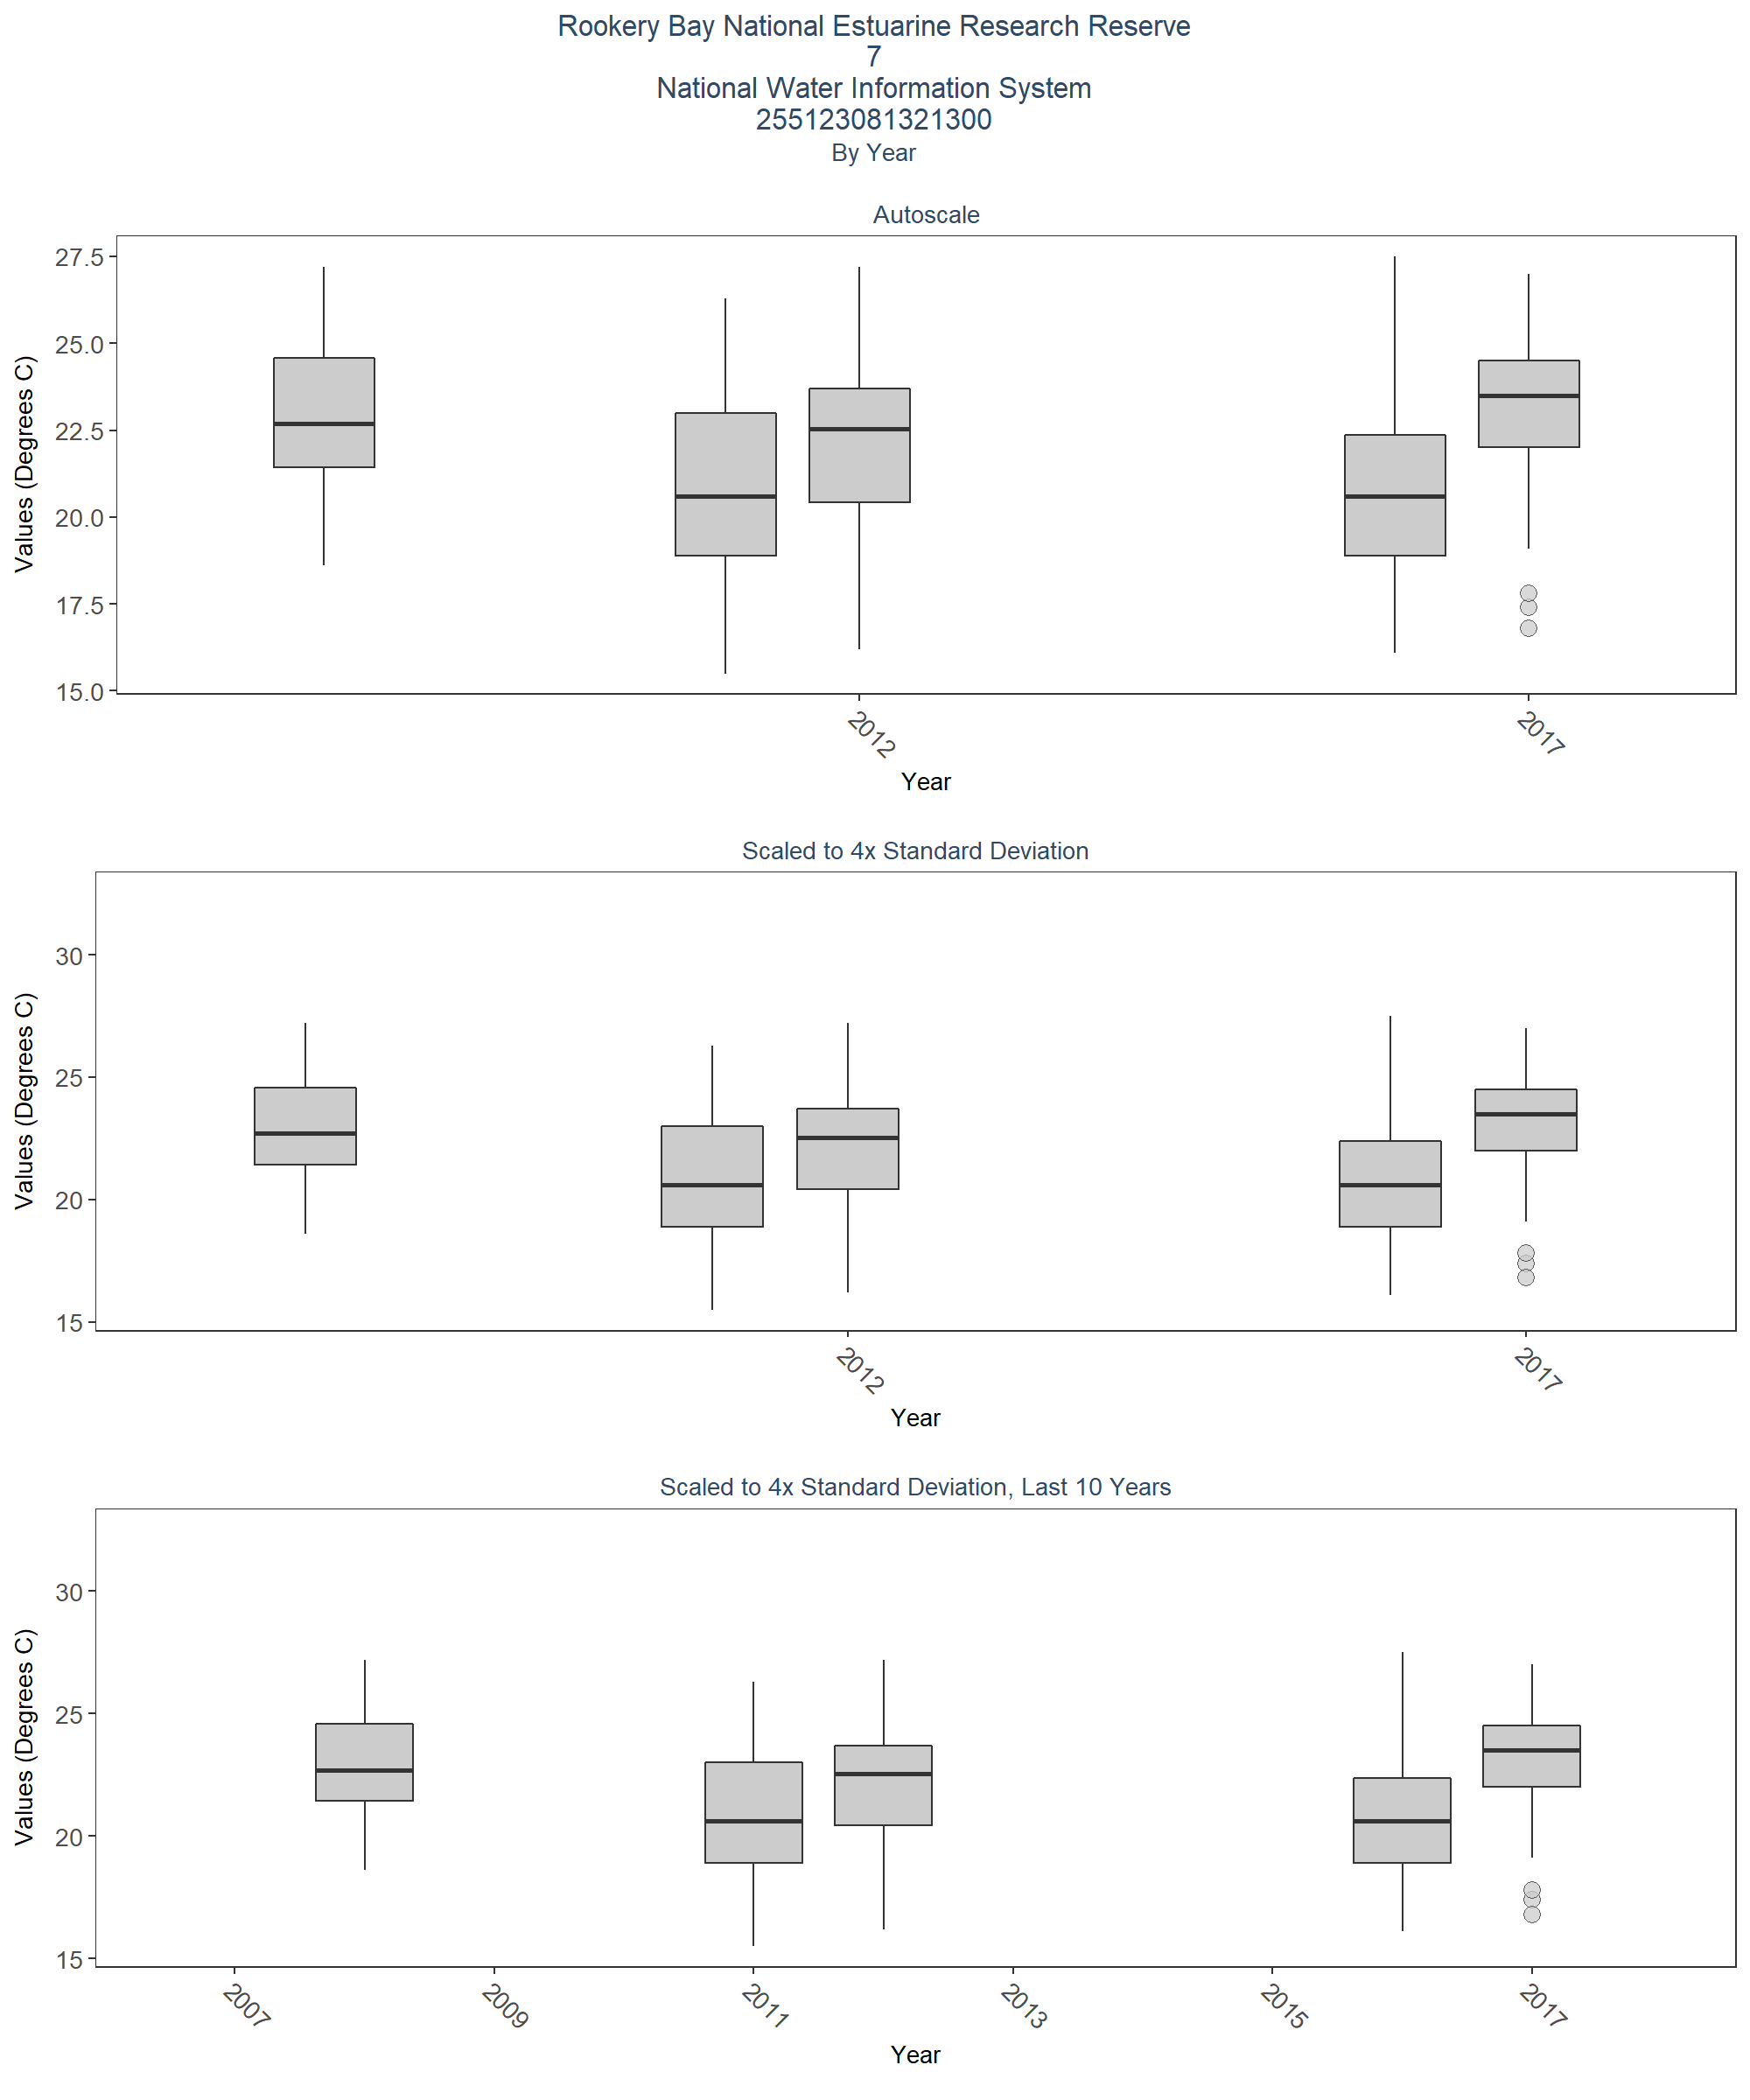 Rookery Bay National Estuarine Research Reserve
7
National Water Information System
255123081321300
By Year
Autoscale
Values (Degrees C)
27.5
25.0
22.5
20.0
17.5
15.0
2012
2017
Year
Scaled to 4x Standard Deviation
Values (Degrees C)
30
25
20
15
2012
2017
Year
Scaled to 4x Standard Deviation, Last 10 Years
Values (Degrees C)
30
25
20
15
2007
2009
2011
2013
2015
2017
Year